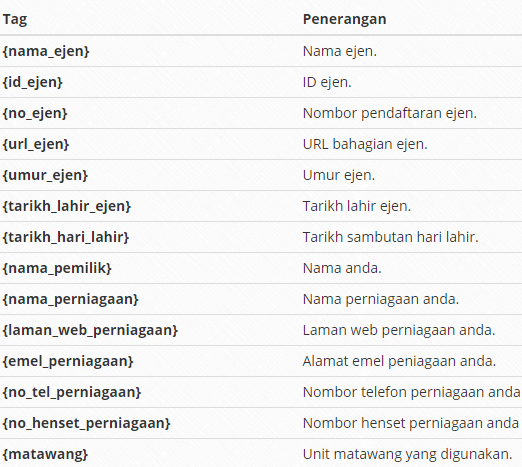 Tag Penerangan
{nama_ejen} Nama ejen.
{id_ejen} ID ejen.
{no_ejen} Nombor pendaftaran ejen.
{url_ejen} URL bahagian ejen.
{umur_ejen} Umur ejen.
{tarikh_lahir_ejen} Tarikh lahir ejen.
{tarikh_hari_lahir} Tarikh sambutan hari lahir.
{nama_pemilik} Nama anda.
{nama_perniagaan} Nama perniagaan anda.
{laman_web_perniagaan} Laman web perniagaan anda.
{emel_perniagaan} Alamat emel peniagaan anda.
{no_tel_perniagaan} Nombor telefon perniagaan anda
{no_henset_perniagaan} Nombor henset perniagaan anda
{matawang} Unit matawang yang digunakan.